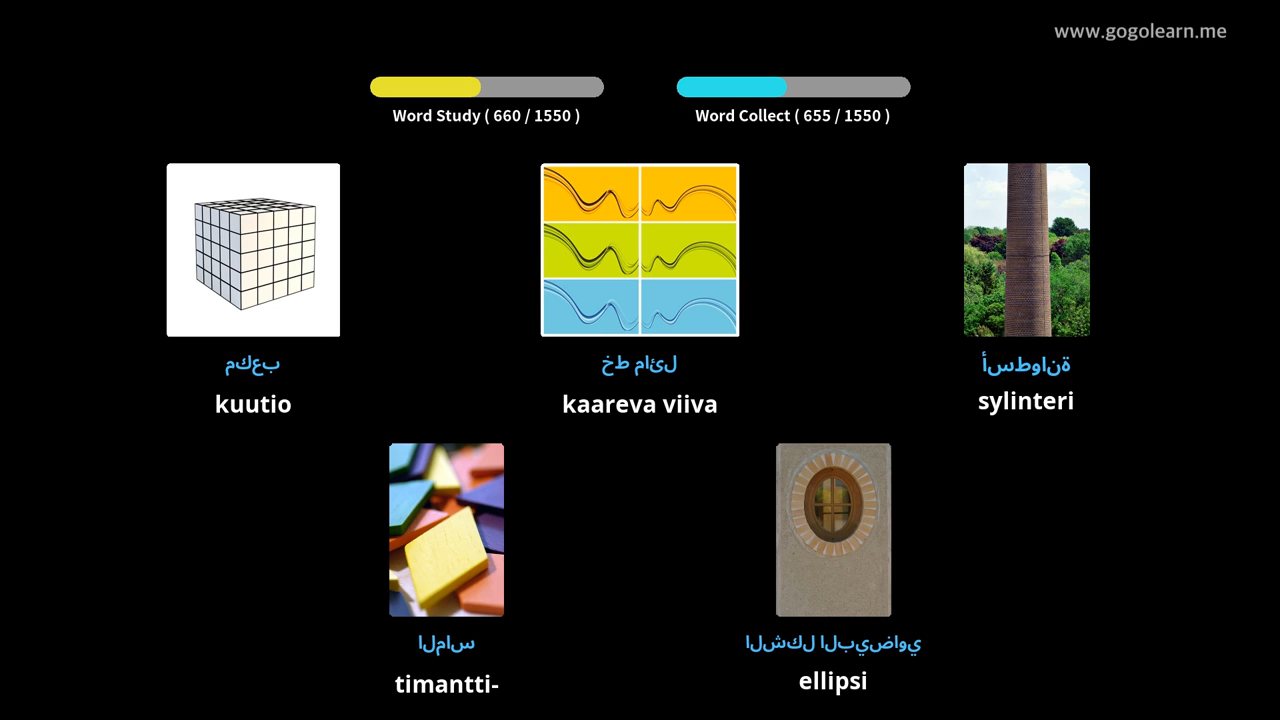 www.gogolearn.me
Word Study ( 660 / 1550 )
Word Collect ( 655 / 1550 )
مكعب
kuutio
خط مائل
kaareva viiva
أسطوانة
sylinteri
الماس
timantti-
الشكل البيضاوي
ellipsi